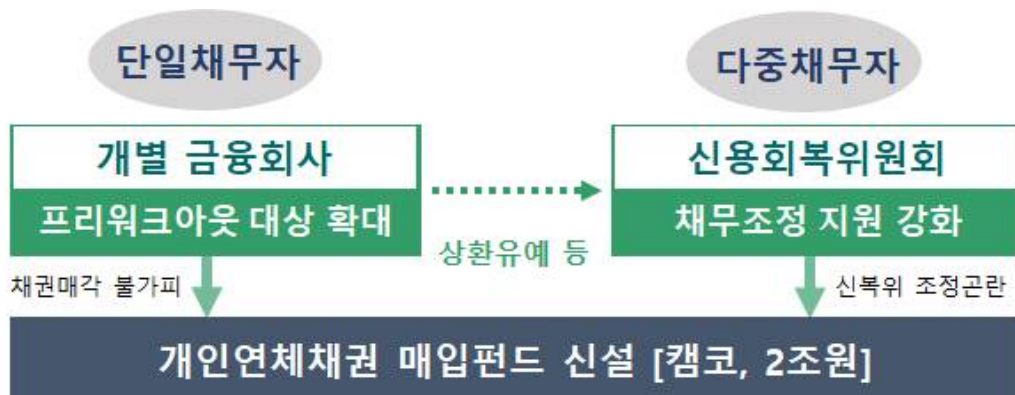 단일채무자
다중채무자
개별 금융회사
신용회복위원회
프리워크아웃 대상 확대
채무조정 지원 강화
상환유예 등
채권매각 불가피
신복위 조정곤란
개인연체채권 매입펀드 신설 [캠코, 2조원]